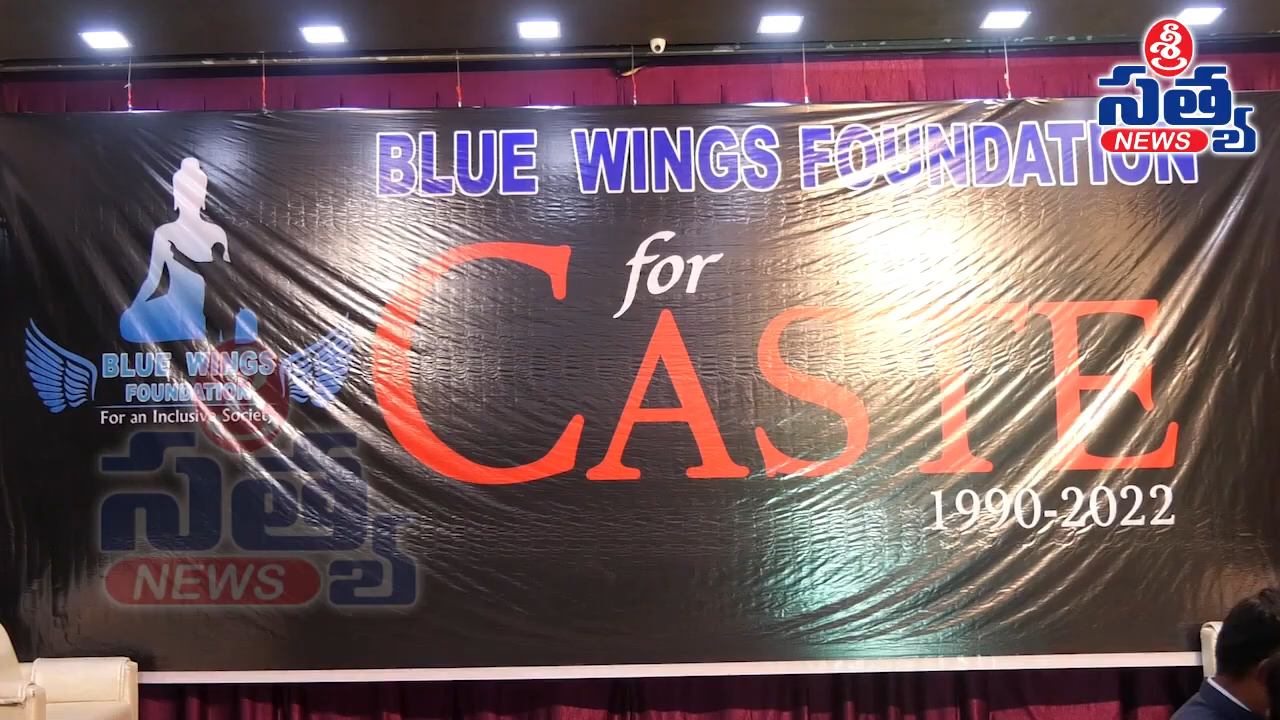 శ్రీ
సత్య
NEWS
BLUE WINGS FOUNDATION
for
CASTE
1990-2022
BLUE WINGS
FOUNDATION
For an Inclusive Society
శ్రీ
సత్య
NEWS